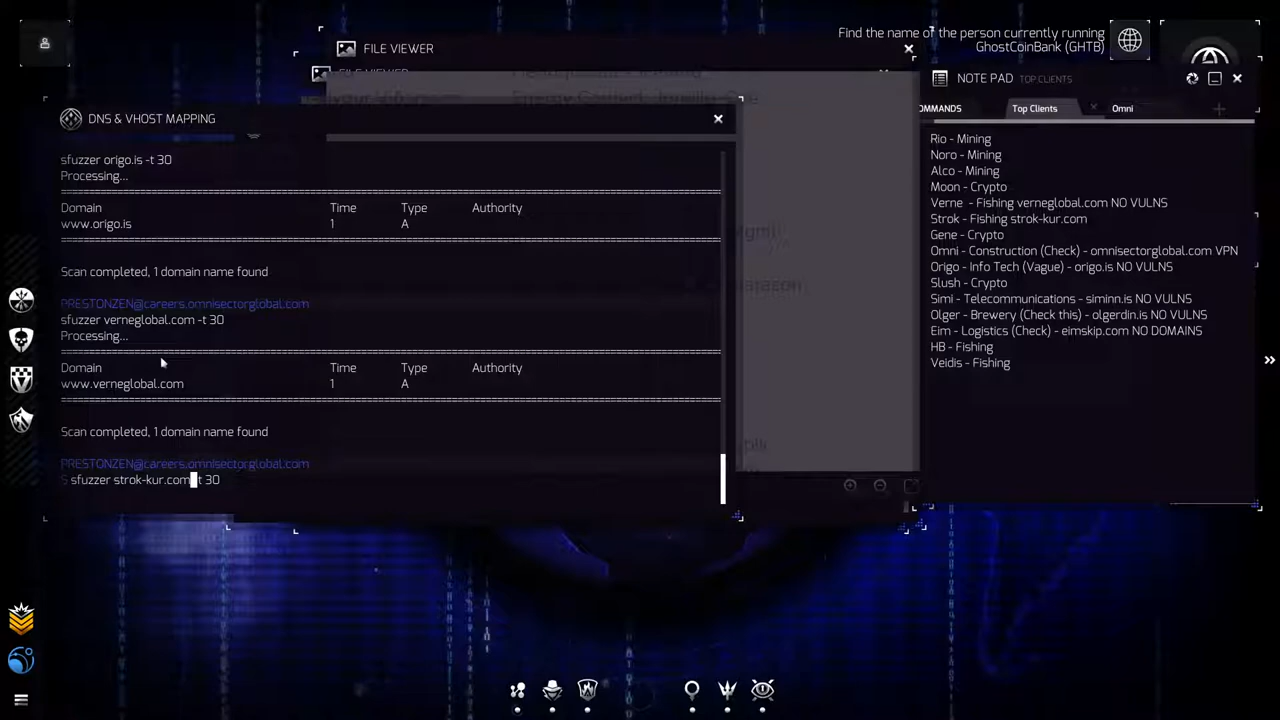 Find the name of the person currently running
GhostCoinBank (GHTB)
FILE VIEWER
FILE VIEWER
DNS & VHOST MAPPING
sfuzzer origo.is -t 30
Processing...
Domain Time Type Authority
www.origo.is 1 A
Scan completed, 1 domain name found
PRESTONZEN@careers.omnisectorglobal.com
sfuzzer verneglobal.com -t 30
Processing...
Domain Time Type Authority
www.verneglobal.com 1 A
Scan completed, 1 domain name found
PRESTONZEN@careers.omnisectorglobal.com
$ sfuzzer strok-kur.com t 30
NOTE PAD TOP CLIENTS
OMMANDS Top Clients Omni
Rio - Mining
Noro - Mining
Alco - Mining
Moon - Crypto
Verne - Fishing verneglobal.com NO VULNS
Strok - Fishing strok-kur.com
Gene - Crypto
Omni - Construction (Check) - omnisectorglobal.com VPN
Origo - Info Tech (Vague) - origo.is NO VULNS
Slush - Crypto
Simi - Telecommunications - siminn.is NO VULNS
Olger - Brewery (Check this) - olgerdin.is NO VULNS
Eim - Logistics (Check) - eimskip.com NO DOMAINS
HB - Fishing
Veidis - Fishing